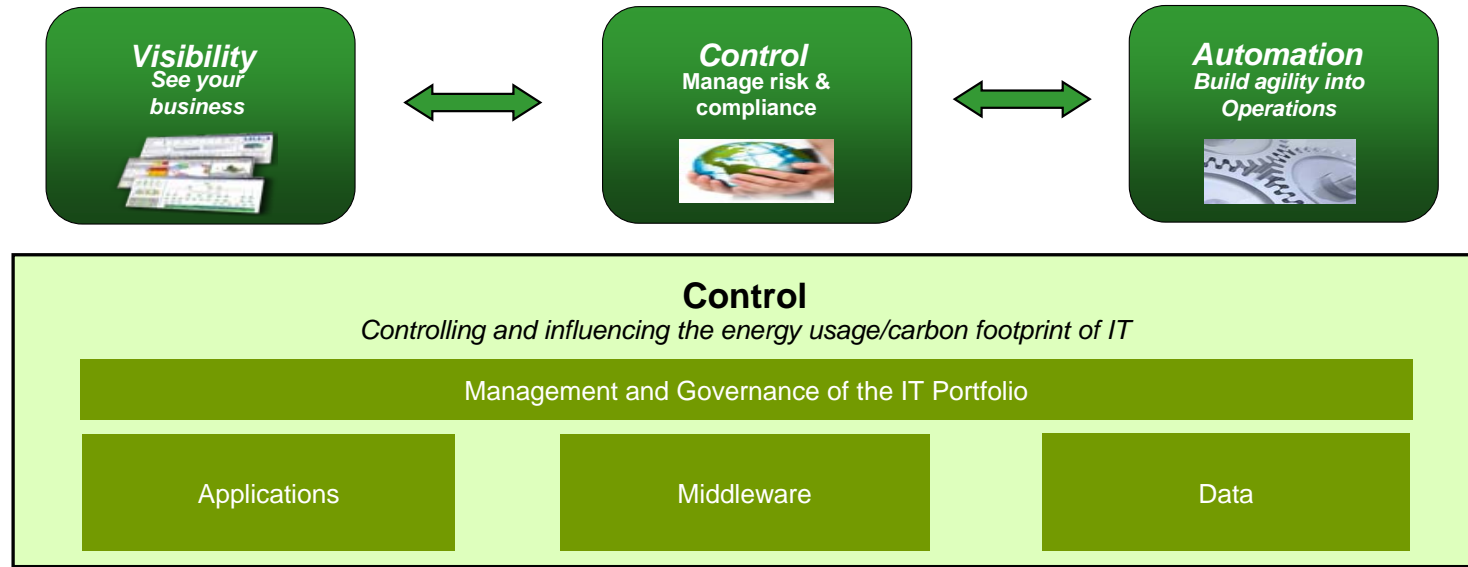 Visibility
See your
business
Control
Manage risk &
compliance
Automation
Build agility into
Operations
Control
Controlling and influencing the energy usage/carbon footprint of IT
Management and Governance of the IT Portfolio
Applications
Middleware
Data